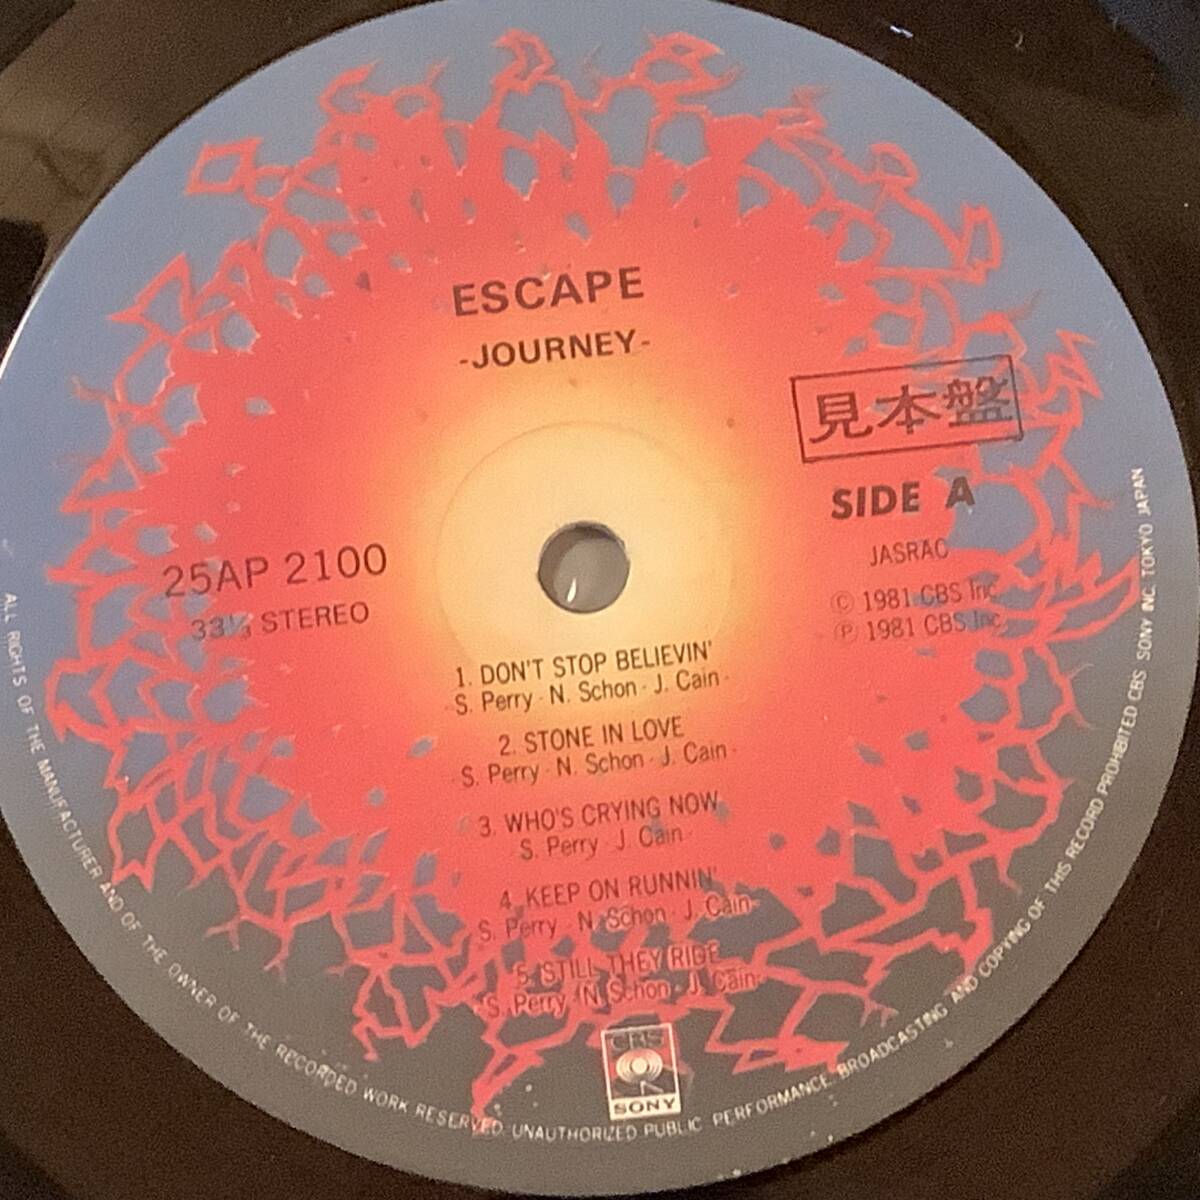 ESCAPE
-JOURNEY-
見本盤
SIDE A
JASRAC
Ⓒ 1981 CBS Inc.
Ⓟ 1981 CBS Inc.
25AP 2100
33⅓ STEREO
1. DON'T STOP BELIEVIN'
S. Perry · N. Schon · J. Cain
2. STONE IN LOVE
S. Perry · N. Schon · J. Cain
3. WHO'S CRYING NOW
S. Perry · J. Cain
4. KEEP ON RUNNIN'
S. Perry · N. Schon · J. Cain
5. STILL THEY RIDE
S. Perry · N. Schon · J. Cain
CBS
SONY
ALL RIGHTS OF THE MANUFACTURER AND OF THE OWNER OF THE RECORDED WORK RESERVED. UNAUTHORIZED PUBLIC PERFORMANCE, BROADCASTING AND COPYING OF THIS RECORD PROHIBITED CBS SONY INC. TOKYO JAPAN